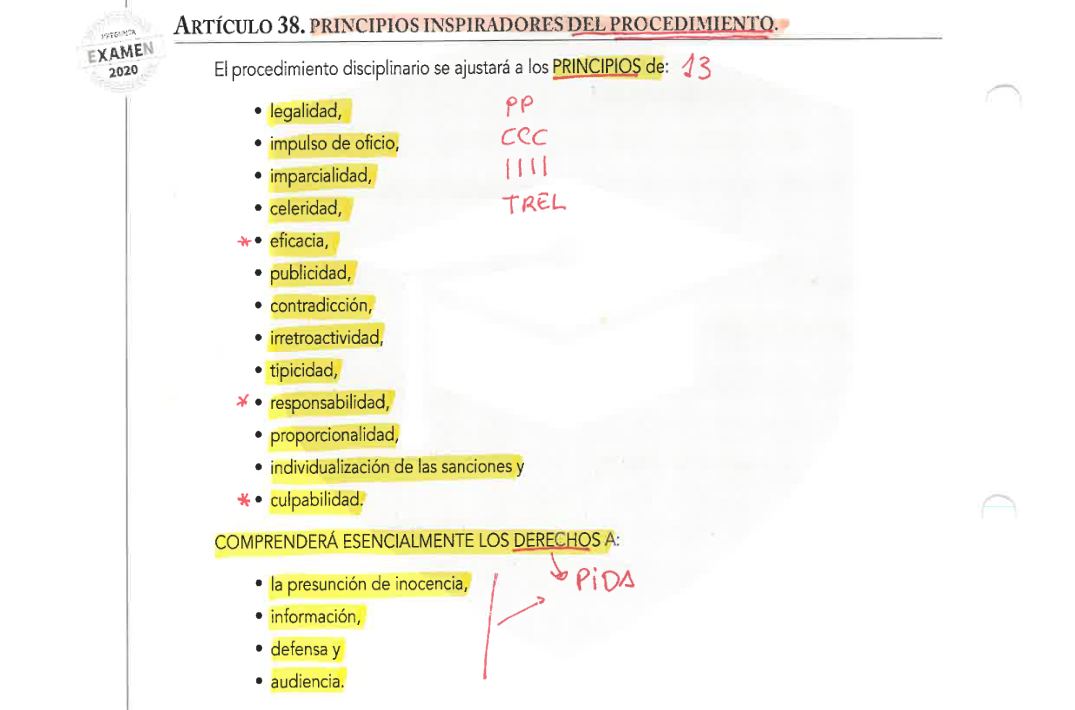 ARTÍCULO 38. PRINCIPIOS INSPIRADORES DEL PROCEDIMIENTO.
PREGUNTA
EXAMEN
2020
El procedimiento disciplinario se ajustará a los PRINCIPIOS de: 13
• legalidad, PP
• impulso de oficio, CCC
• imparcialidad, IIII
• celeridad, TREL
* • eficacia,
• publicidad,
• contradicción,
• irretroactividad,
• tipicidad,
* • responsabilidad,
• proporcionalidad,
• individualización de las sanciones y
* • culpabilidad.
COMPRENDERÁ ESENCIALMENTE LOS DERECHOS A:
• la presunción de inocencia, PiDA
• información,
• defensa y
• audiencia.